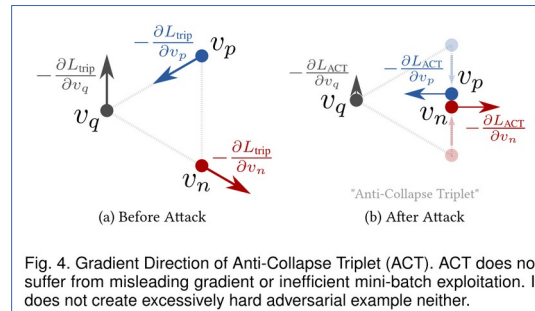 − ∂L_trip / ∂v_p
v_p
− ∂L_trip / ∂v_q
v_q
− ∂L_trip / ∂v_n
v_n
(a) Before Attack
− ∂L_ACT / ∂v_q
v_q
− ∂L_ACT / ∂v_p
v_p
v_n
− ∂L_ACT / ∂v_n
"Anti-Collapse Triplet"
(b) After Attack
Fig. 4. Gradient Direction of Anti-Collapse Triplet (ACT). ACT does no
suffer from misleading gradient or inefficient mini-batch exploitation. I
does not create excessively hard adversarial example neither.